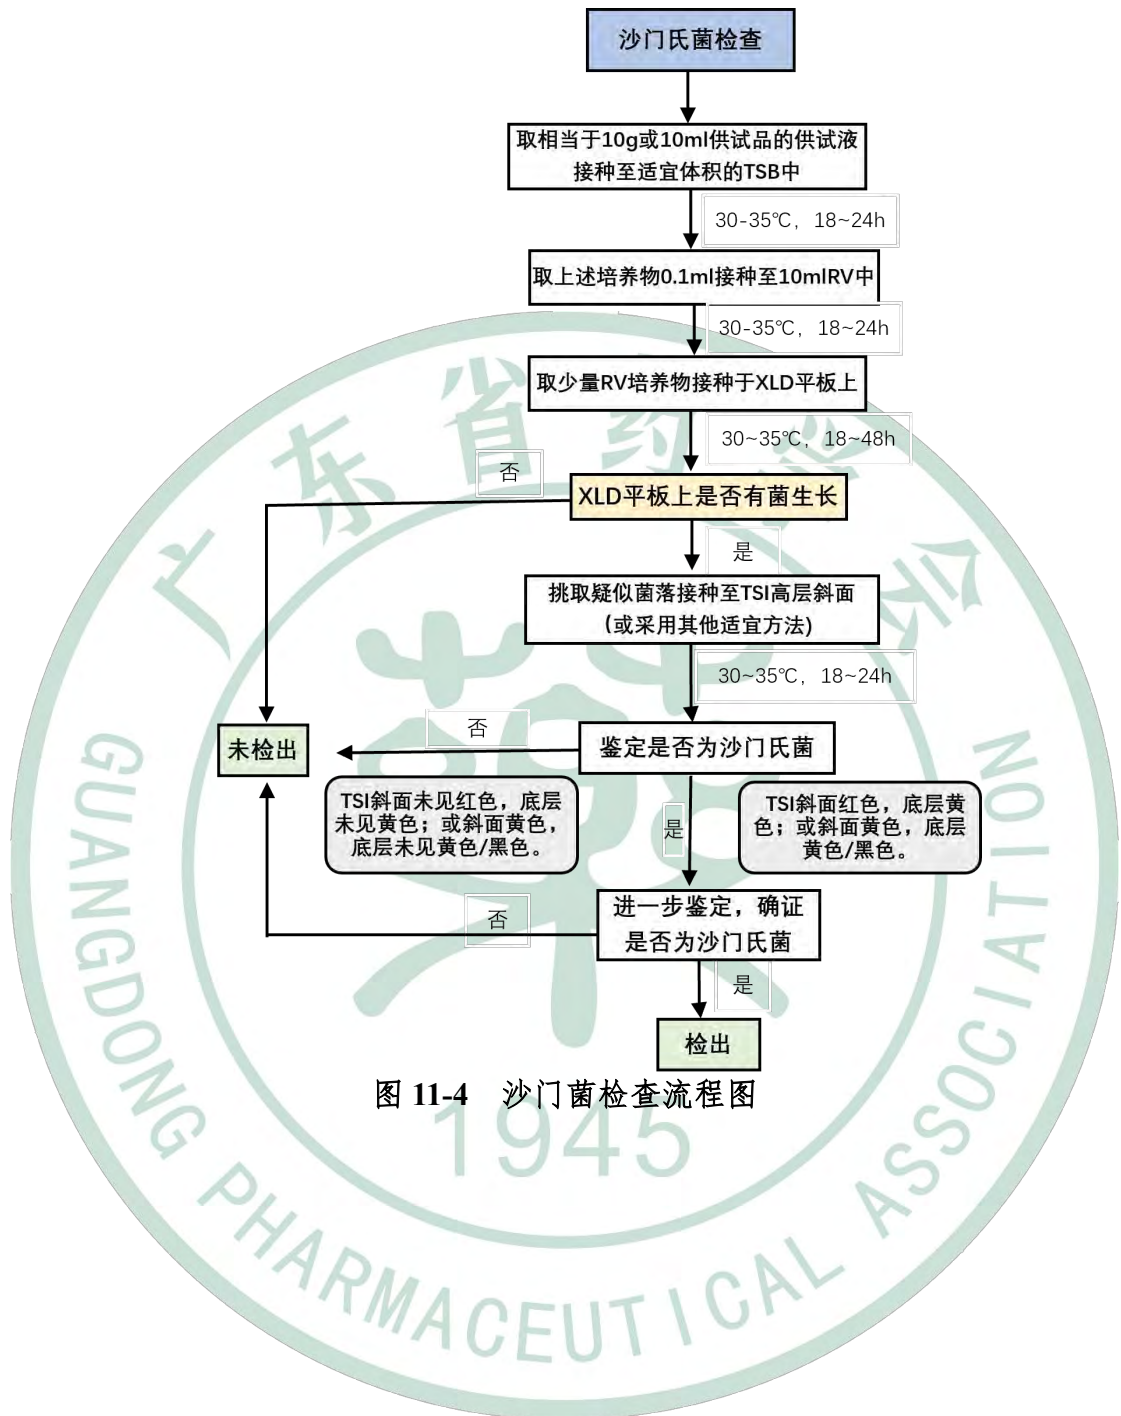 沙门氏菌检查
取相当于10g或10ml供试品的供试液
接种至适宜体积的TSB中
30-35℃，18~24h
取上述培养物0.1ml接种至10mlRV中
30-35℃，18~24h
取少量RV培养物接种于XLD平板上
30~35℃，18~48h
否
XLD平板上是否有菌生长
是
挑取疑似菌落接种至TSI高层斜面
（或采用其他适宜方法)
30~35℃，18~24h
未检出
否
鉴定是否为沙门氏菌
TSI斜面未见红色，底层
未见黄色；或斜面黄色，
底层未见黄色/黑色。
是
TSI斜面红色，底层黄
色；或斜面黄色，底层
黄色/黑色。
否
进一步鉴定，确证
是否为沙门氏菌
是
检出
图 11-4 沙门菌检查流程图
广东省药学会
1945
GUANGDONG PHARMACEUTICAL ASSOCIATION